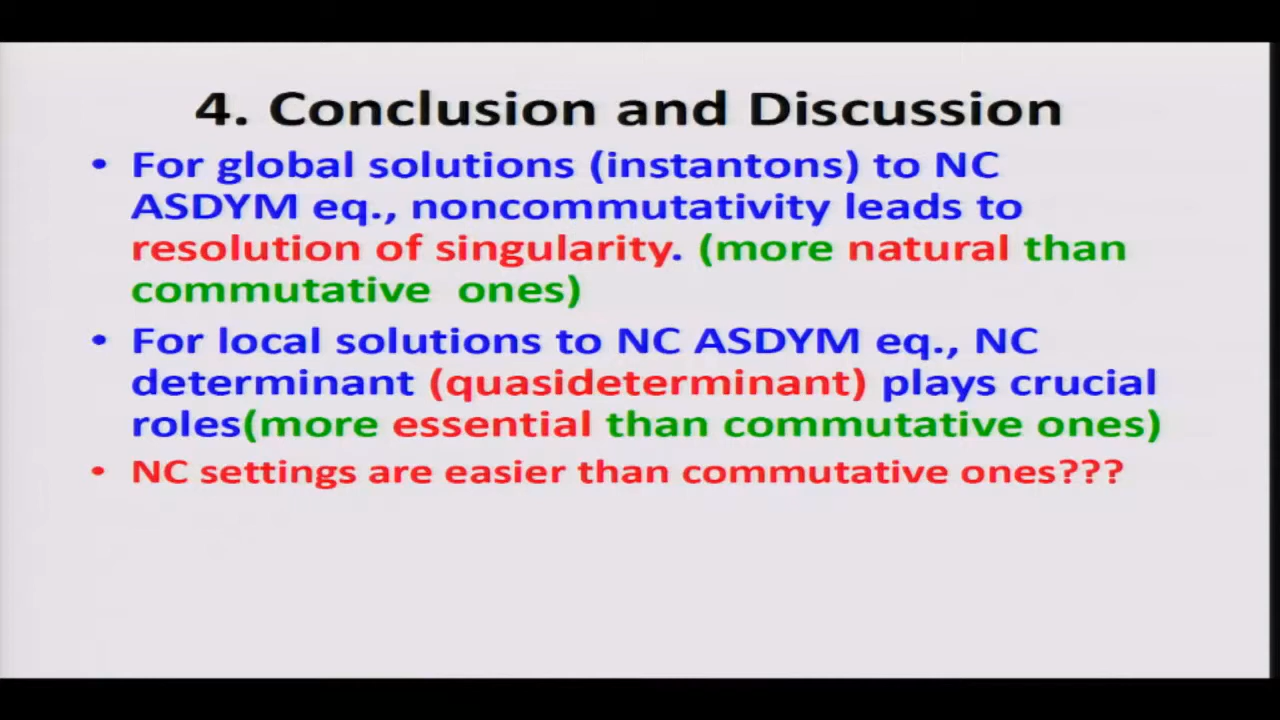 4. Conclusion and Discussion
• For global solutions (instantons) to NC
ASDYM eq., noncommutativity leads to
resolution of singularity. (more natural than
commutative ones)
• For local solutions to NC ASDYM eq., NC
determinant (quasideterminant) plays crucial
roles(more essential than commutative ones)
• NC settings are easier than commutative ones???